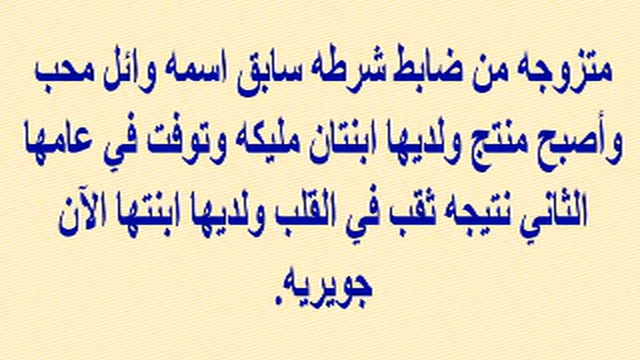 متزوجه من ضابط شرطه سابق اسمه وائل محب
وأصبح منتج ولديها ابنتان مليكه وتوفت في عامها
الثاني نتيجه ثقب في القلب ولديها ابنتها الآن
جويريه.